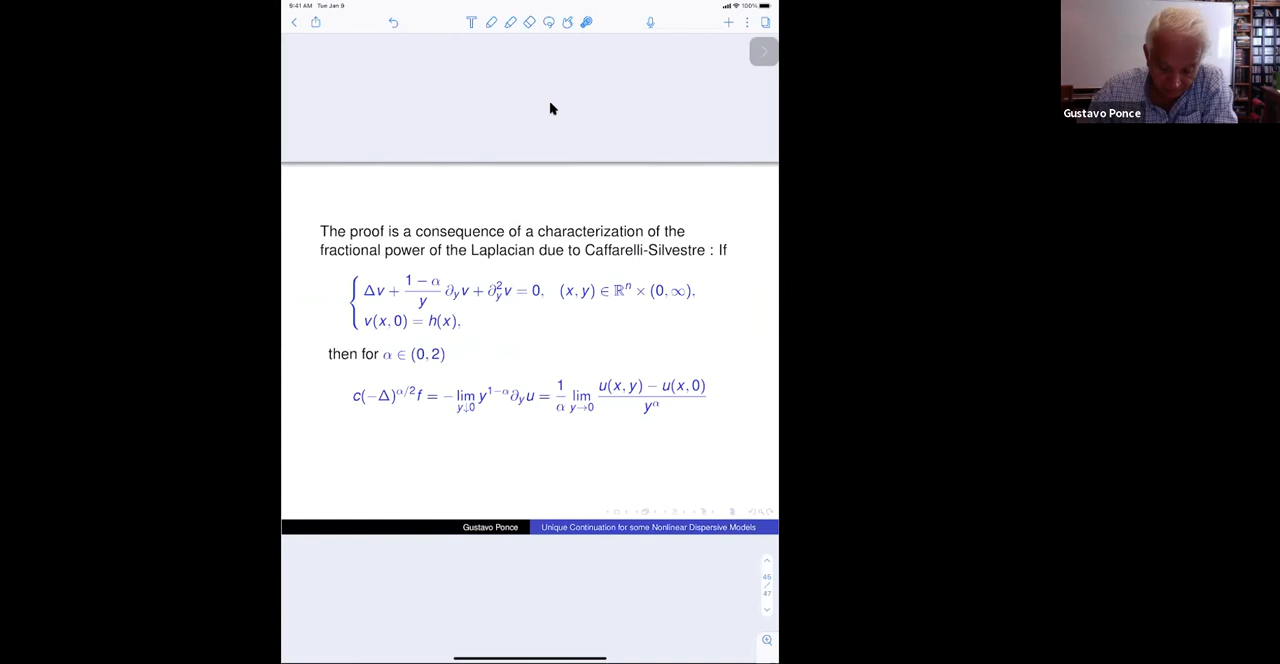 9:41 AM Tue Jan 9
100%
Gustavo Ponce
The proof is a consequence of a characterization of the
fractional power of the Laplacian due to Caffarelli-Silvestre : If
Δv + (1 − α)/y ∂_y v + ∂_y^2 v = 0, (x, y) ∈ ℝ^n × (0, ∞),
v(x, 0) = h(x),
then for α ∈ (0, 2)
c(−Δ)^{α/2} f = − lim_{y↓0} y^{1−α} ∂_y u = 1/α lim_{y→0} (u(x, y) − u(x, 0))/y^α
Gustavo Ponce Unique Continuation for some Nonlinear Dispersive Models
45
/
47